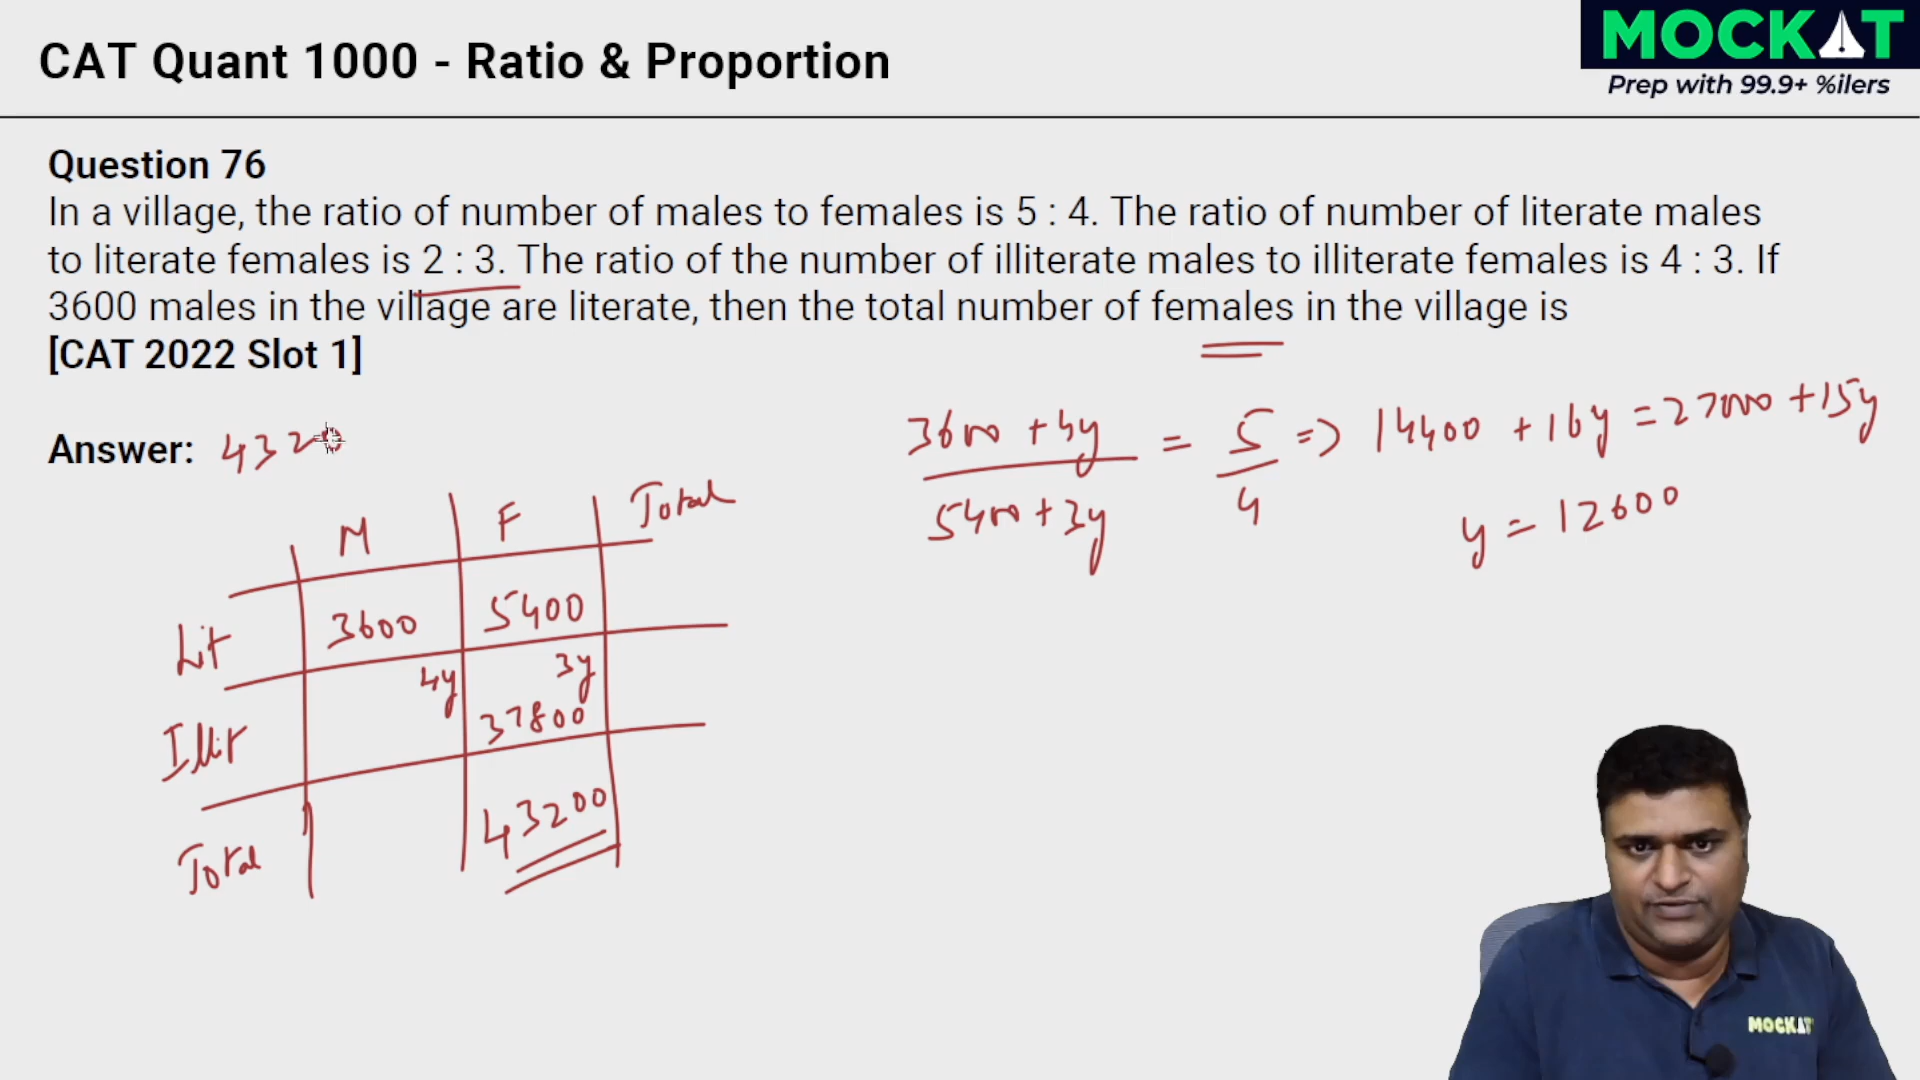 CAT Quant 1000 - Ratio & Proportion
MOCKAT
Prep with 99.9+ %ilers
Question 76
In a village, the ratio of number of males to females is 5 : 4. The ratio of number of literate males
to literate females is 2 : 3. The ratio of the number of illiterate males to illiterate females is 4 : 3. If
3600 males in the village are literate, then the total number of females in the village is
[CAT 2022 Slot 1]
Answer: 4320
3600 + 4y / 5400 + 3y = 5 / 4 => 14400 + 16y = 27000 + 15y
y = 12600
M F Total
Lit 3600 5400
Illit 4y 3y
37800
Total 43200
MOCKAT